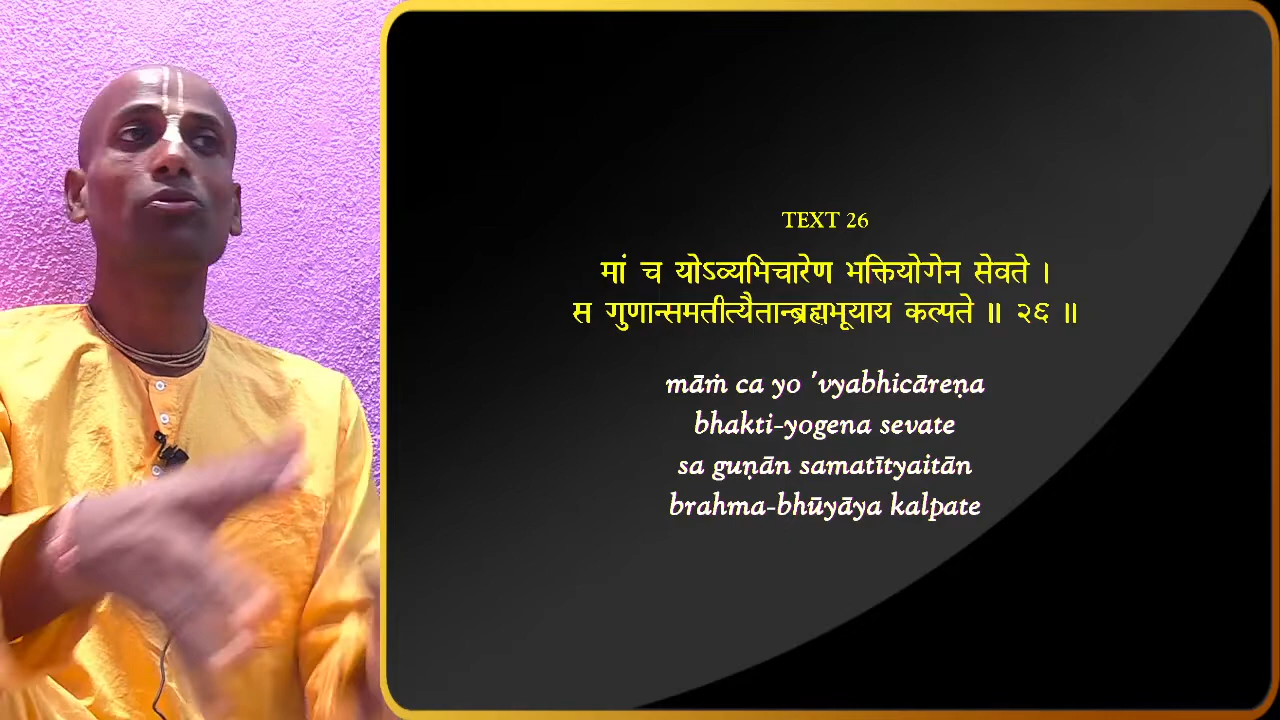 TEXT 26
मां च योऽव्यभिचारेण भक्तियोगेन सेवते ।
स गुणान्समतीत्यैतान्ब्रह्मभूयाय कल्पते ॥ २६ ॥
māṁ ca yo ’vyabhicāreṇa
bhakti-yogena sevate
sa guṇān samatītyaitān
brahma-bhūyāya kalpate